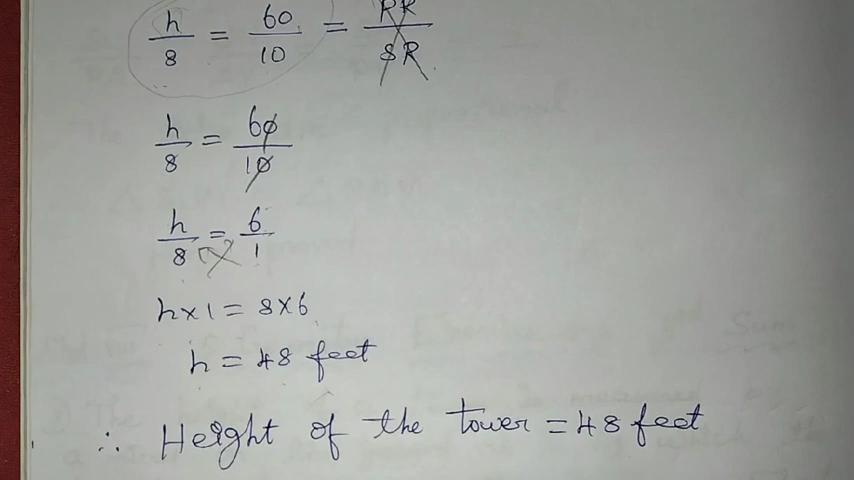 h/8 = 60/10 = RR/SR
h/8 = 60/10
h/8 = 6/1
h×1 = 8×6
h = 48 feet
∴ Height of the tower = 48 feet